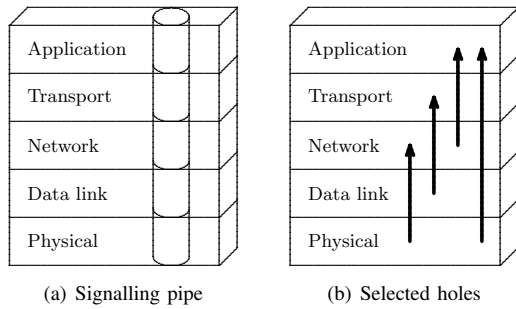 Application
Transport
Network
Data link
Physical
(a) Signalling pipe
Application
Transport
Network
Data link
Physical
(b) Selected holes